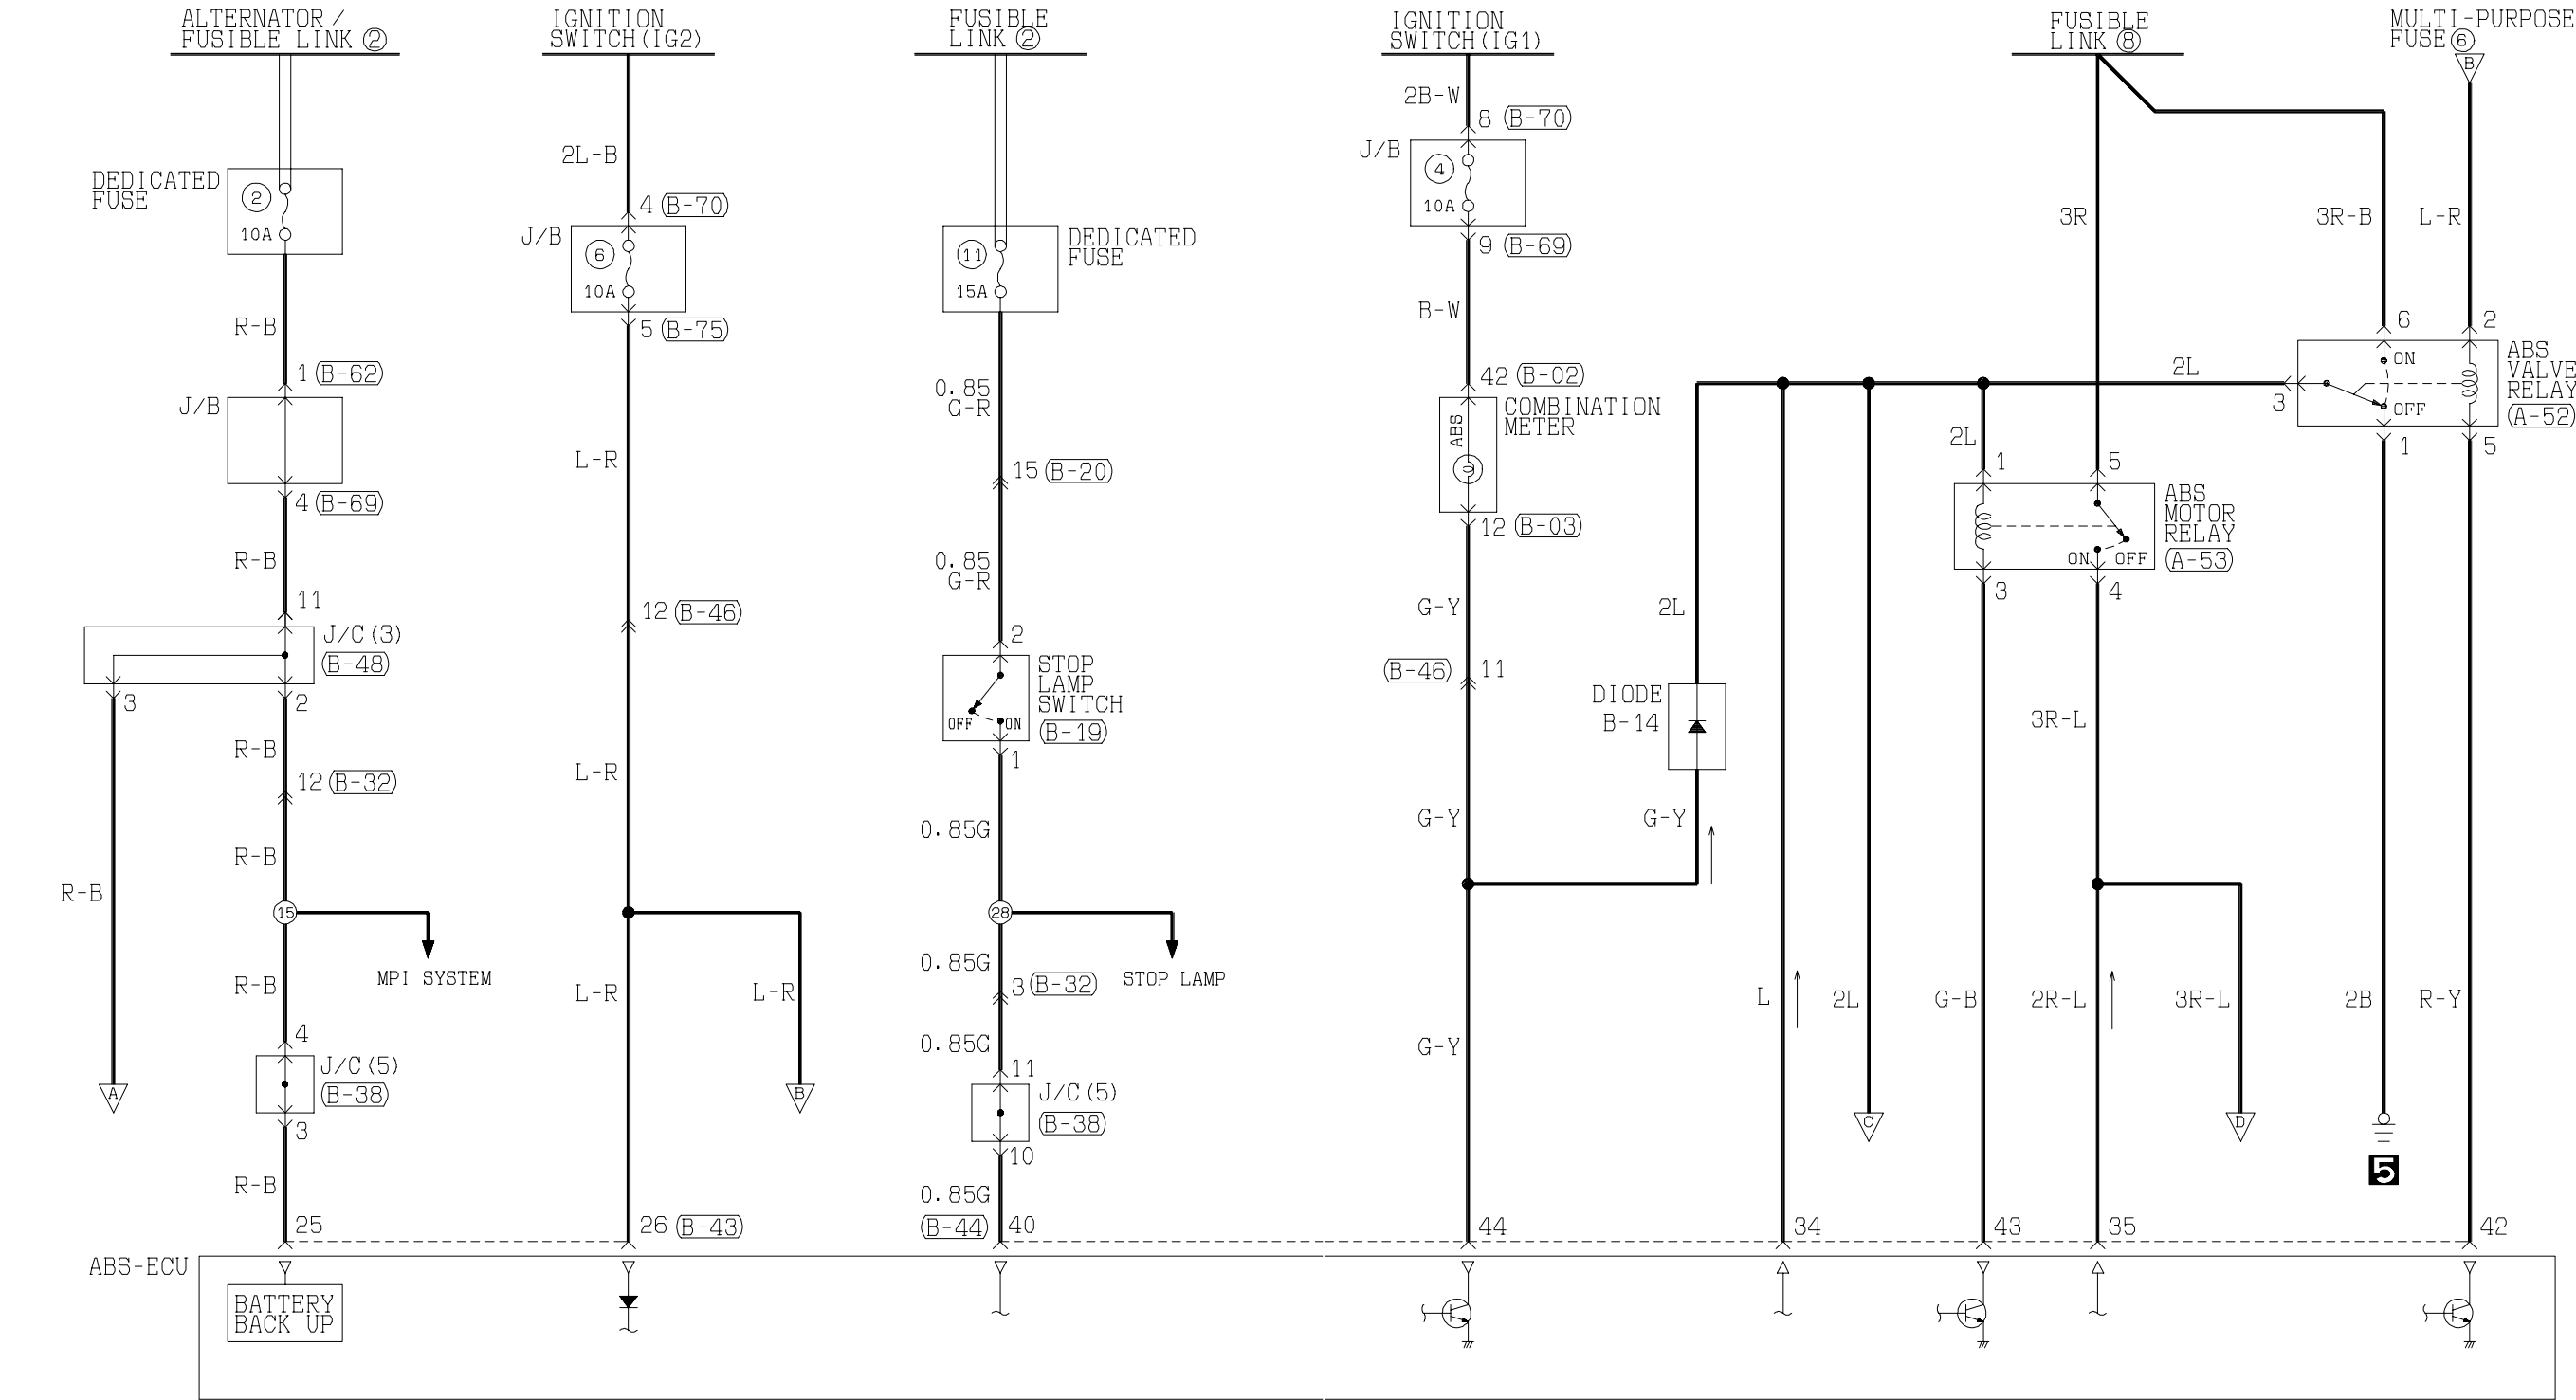 ALTERNATOR /
FUSIBLE LINK ②
IGNITION
SWITCH(IG2)
FUSIBLE
LINK ②
IGNITION
SWITCH(IG1)
FUSIBLE
LINK ⑧
MULTI-PURPOSE
FUSE ⑥
B
2B-W
8 (B-70)
J/B
4
10A
9 (B-69)
2L-B
4 (B-70)
J/B
6
10A
5 (B-75)
DEDICATED
FUSE
2
10A
11
15A
DEDICATED
FUSE
3R
3R-B
L-R
R-B
B-W
1 (B-62)
J/B
4 (B-69)
0.85
G-R
42 (B-02)
COMBINATION
METER
ABS
12 (B-03)
2L
6
2
ON
OFF
3
1
5
ABS
VALVE
RELAY
(A-52)
L-R
15 (B-20)
2L
1
5
ABS
MOTOR
RELAY
(A-53)
ON
OFF
3
4
R-B
0.85
G-R
11
J/C(3)
(B-48)
3
2
12 (B-46)
2
STOP
LAMP
SWITCH
(B-19)
OFF
ON
1
G-Y
2L
(B-46)
11
DIODE
B-14
3R-L
R-B
12 (B-32)
L-R
0.85G
G-Y
G-Y
R-B
R-B
15
MPI SYSTEM
28
STOP LAMP
R-B
L-R
L-R
0.85G
3 (B-32)
L
2L
G-B
2R-L
3R-L
2B
R-Y
4
J/C(5)
(B-38)
3
0.85G
11
J/C(5)
(B-38)
10
G-Y
A
B
C
D
5
R-B
0.85G
25
26 (B-43)
(B-44)
40
44
34
43
35
42
ABS-ECU
BATTERY
BACK UP